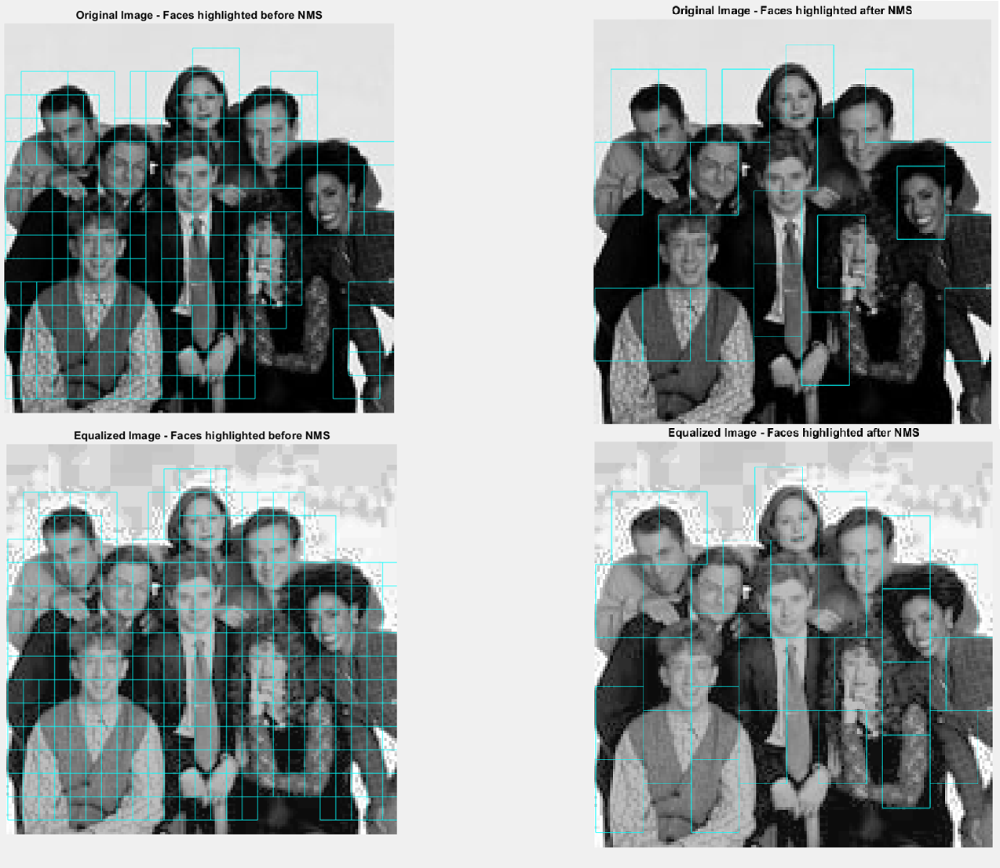 Original Image - Faces highlighted before NMS
Original Image - Faces highlighted after NMS
Equalized Image - Faces highlighted before NMS
Equalized Image - Faces highlighted after NMS